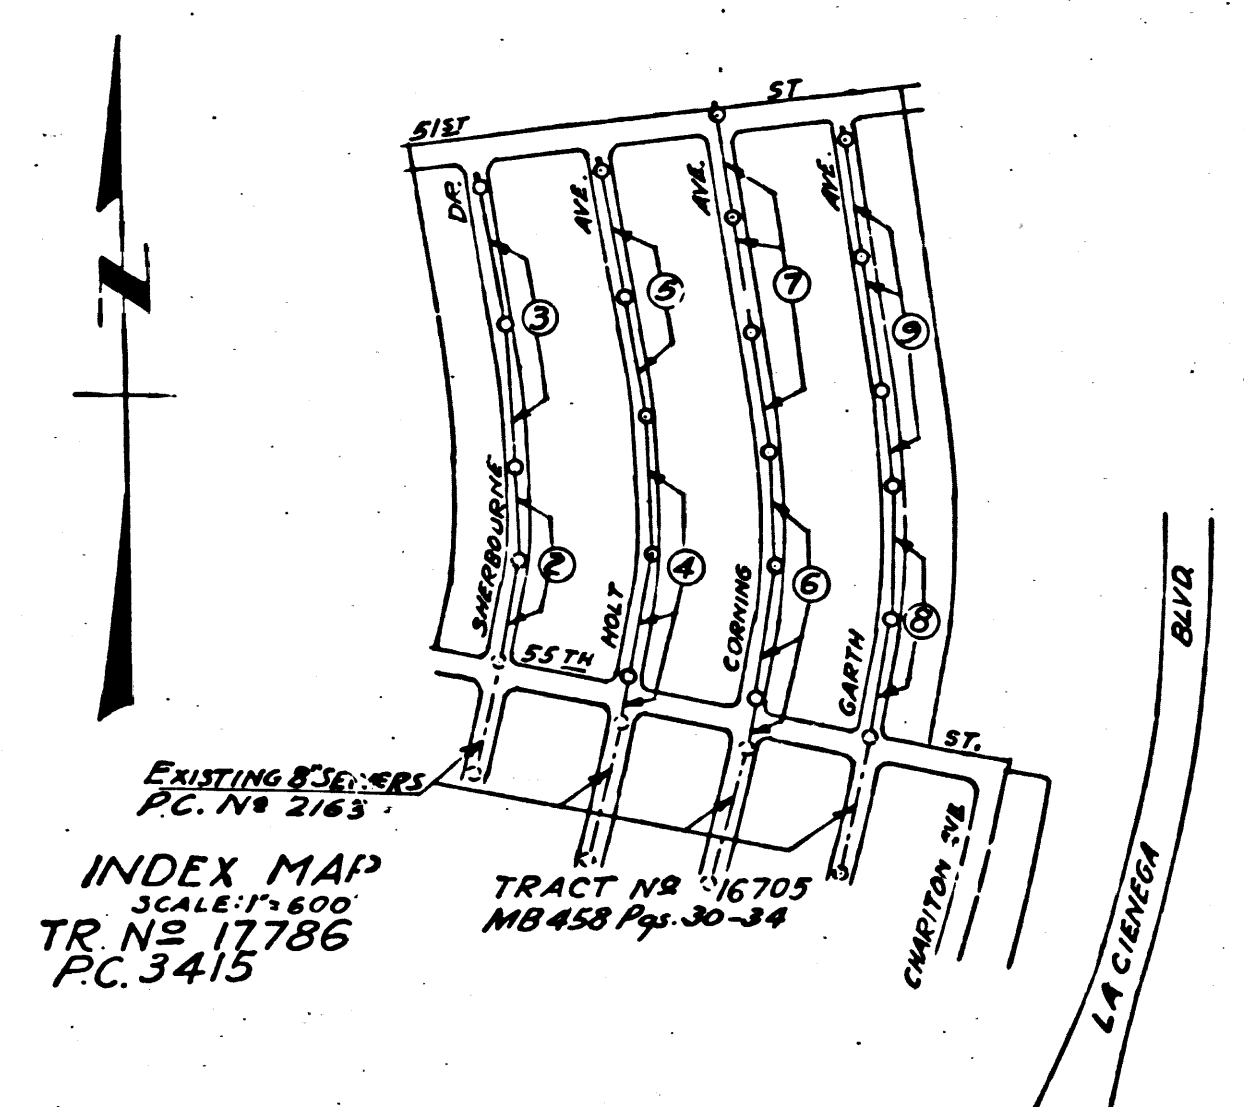 ST
51ST
DR.
AVE.
AVE.
AVE.
N
3
5
7
9
SHERBOURNE
HOLT
CORNING
GARTH
2
4
6
8
BLVD.
55TH
ST.
EXISTING 8" SEWERS
P.C. Nº 2163
INDEX MAP
SCALE: 1"=600'
TR. Nº 17786
P.C. 3415
TRACT Nº 16705
MB 458 Pgs. 30-34
CHARITON AVE
LA CIENEGA